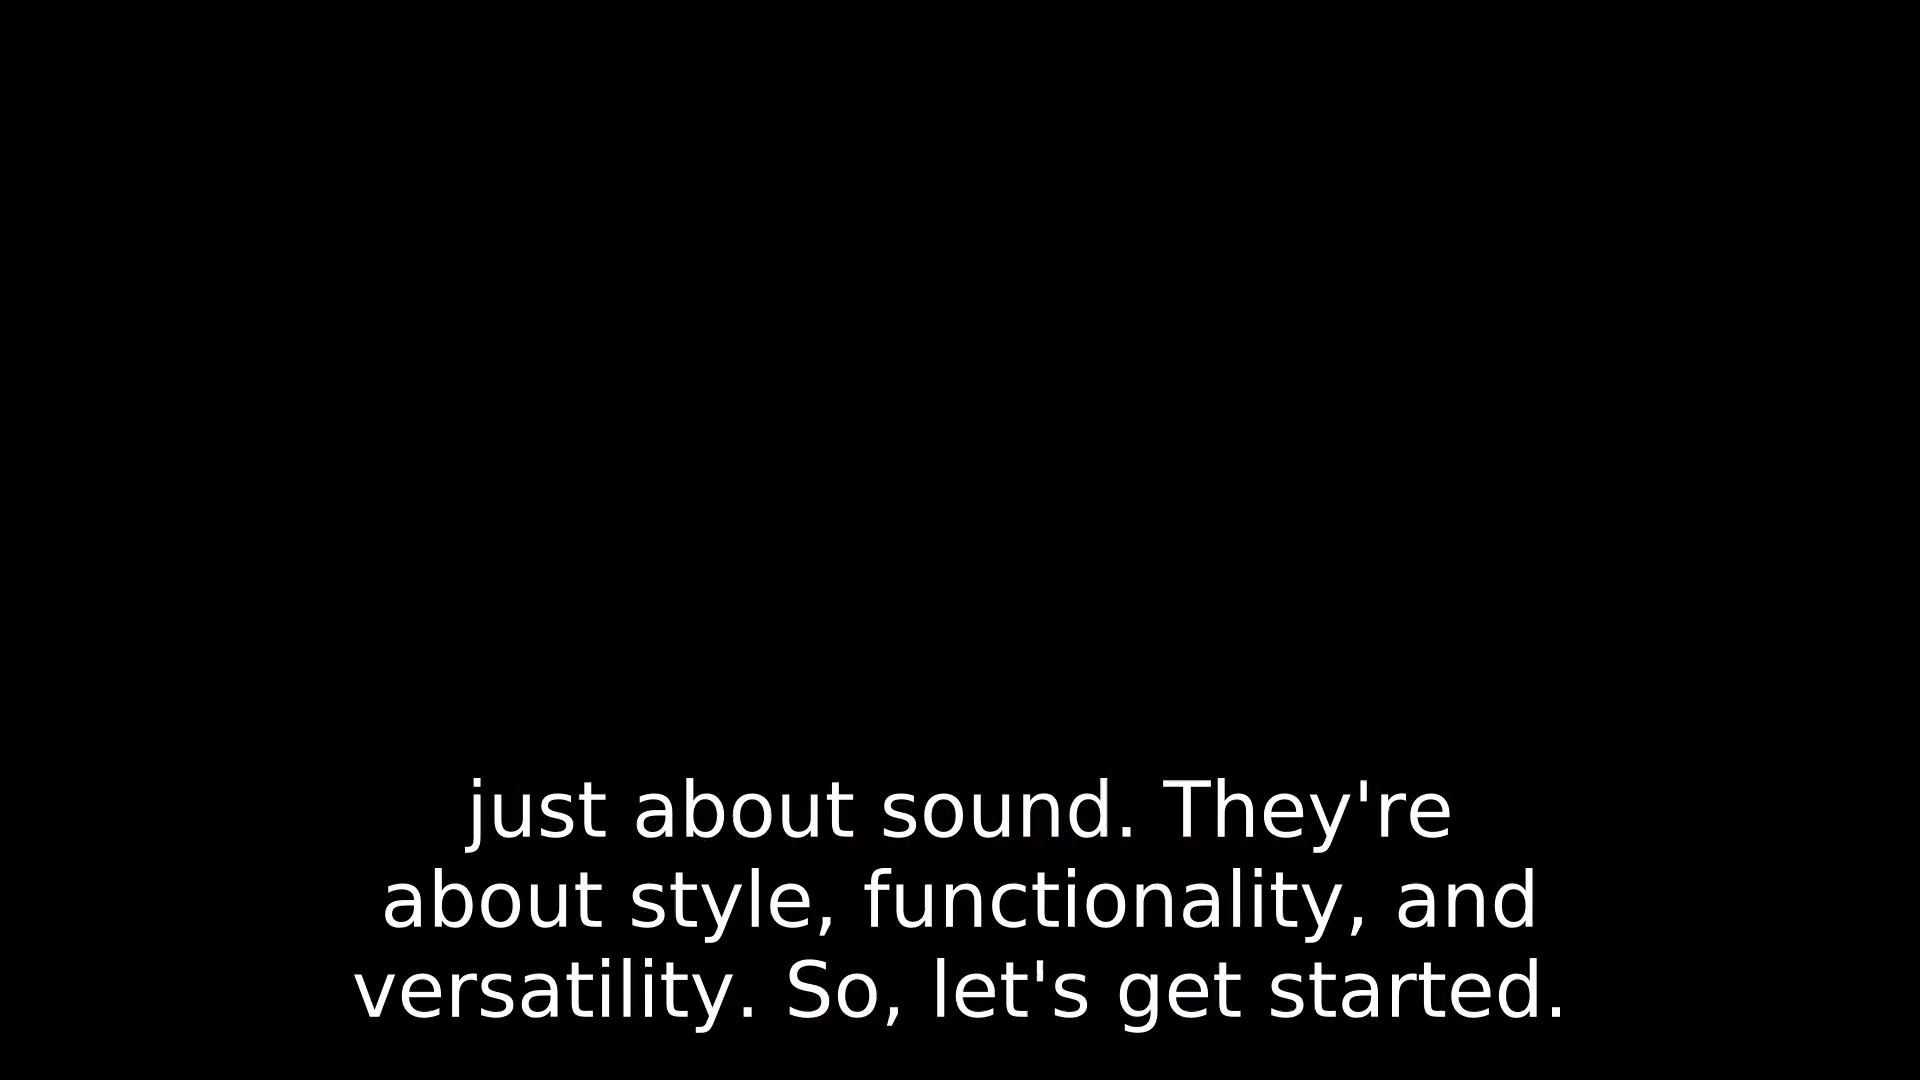 just about sound. They're
about style, functionality, and
versatility. So, let's get started.